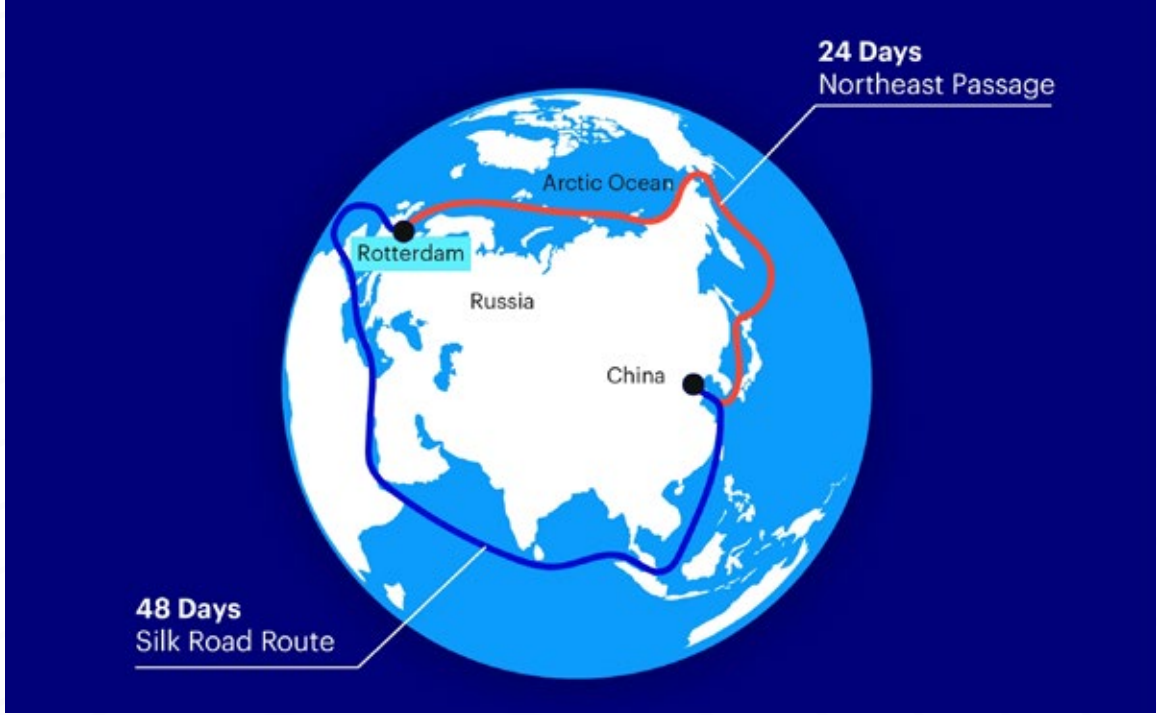 24 Days
Northeast Passage
Arctic Ocean
Rotterdam
Russia
China
48 Days
Silk Road Route